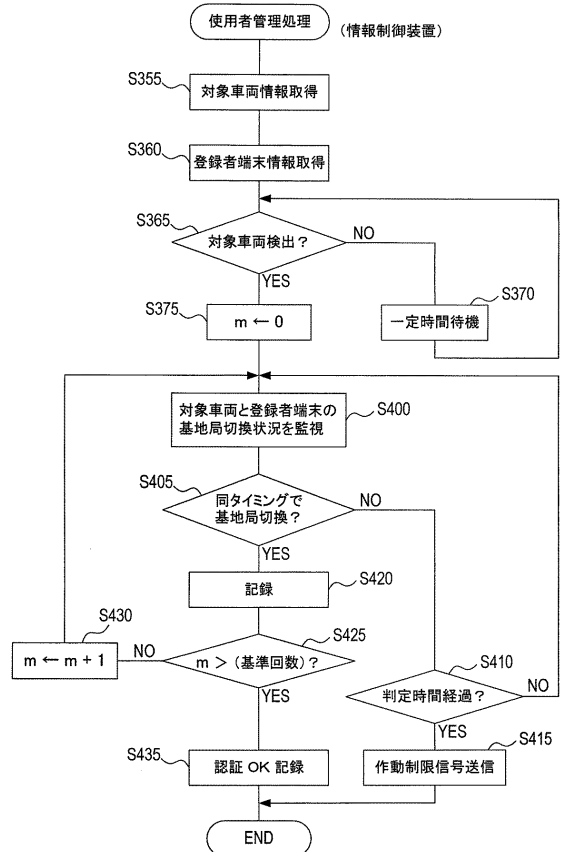 使用者管理処理
(情報制御装置)
S355
対象車両情報取得
S360
登録者端末情報取得
S365
対象車両検出?
NO
YES
S370
一定時間待機
S375
m ← 0
S400
対象車両と登録者端末の
基地局切換状況を監視
S405
同タイミングで
基地局切換?
NO
YES
S420
記録
S430
m ← m + 1
S425
NO
m > (基準回数)?
YES
S410
判定時間経過?
NO
YES
S415
作動制限信号送信
S435
認証 OK 記録
END